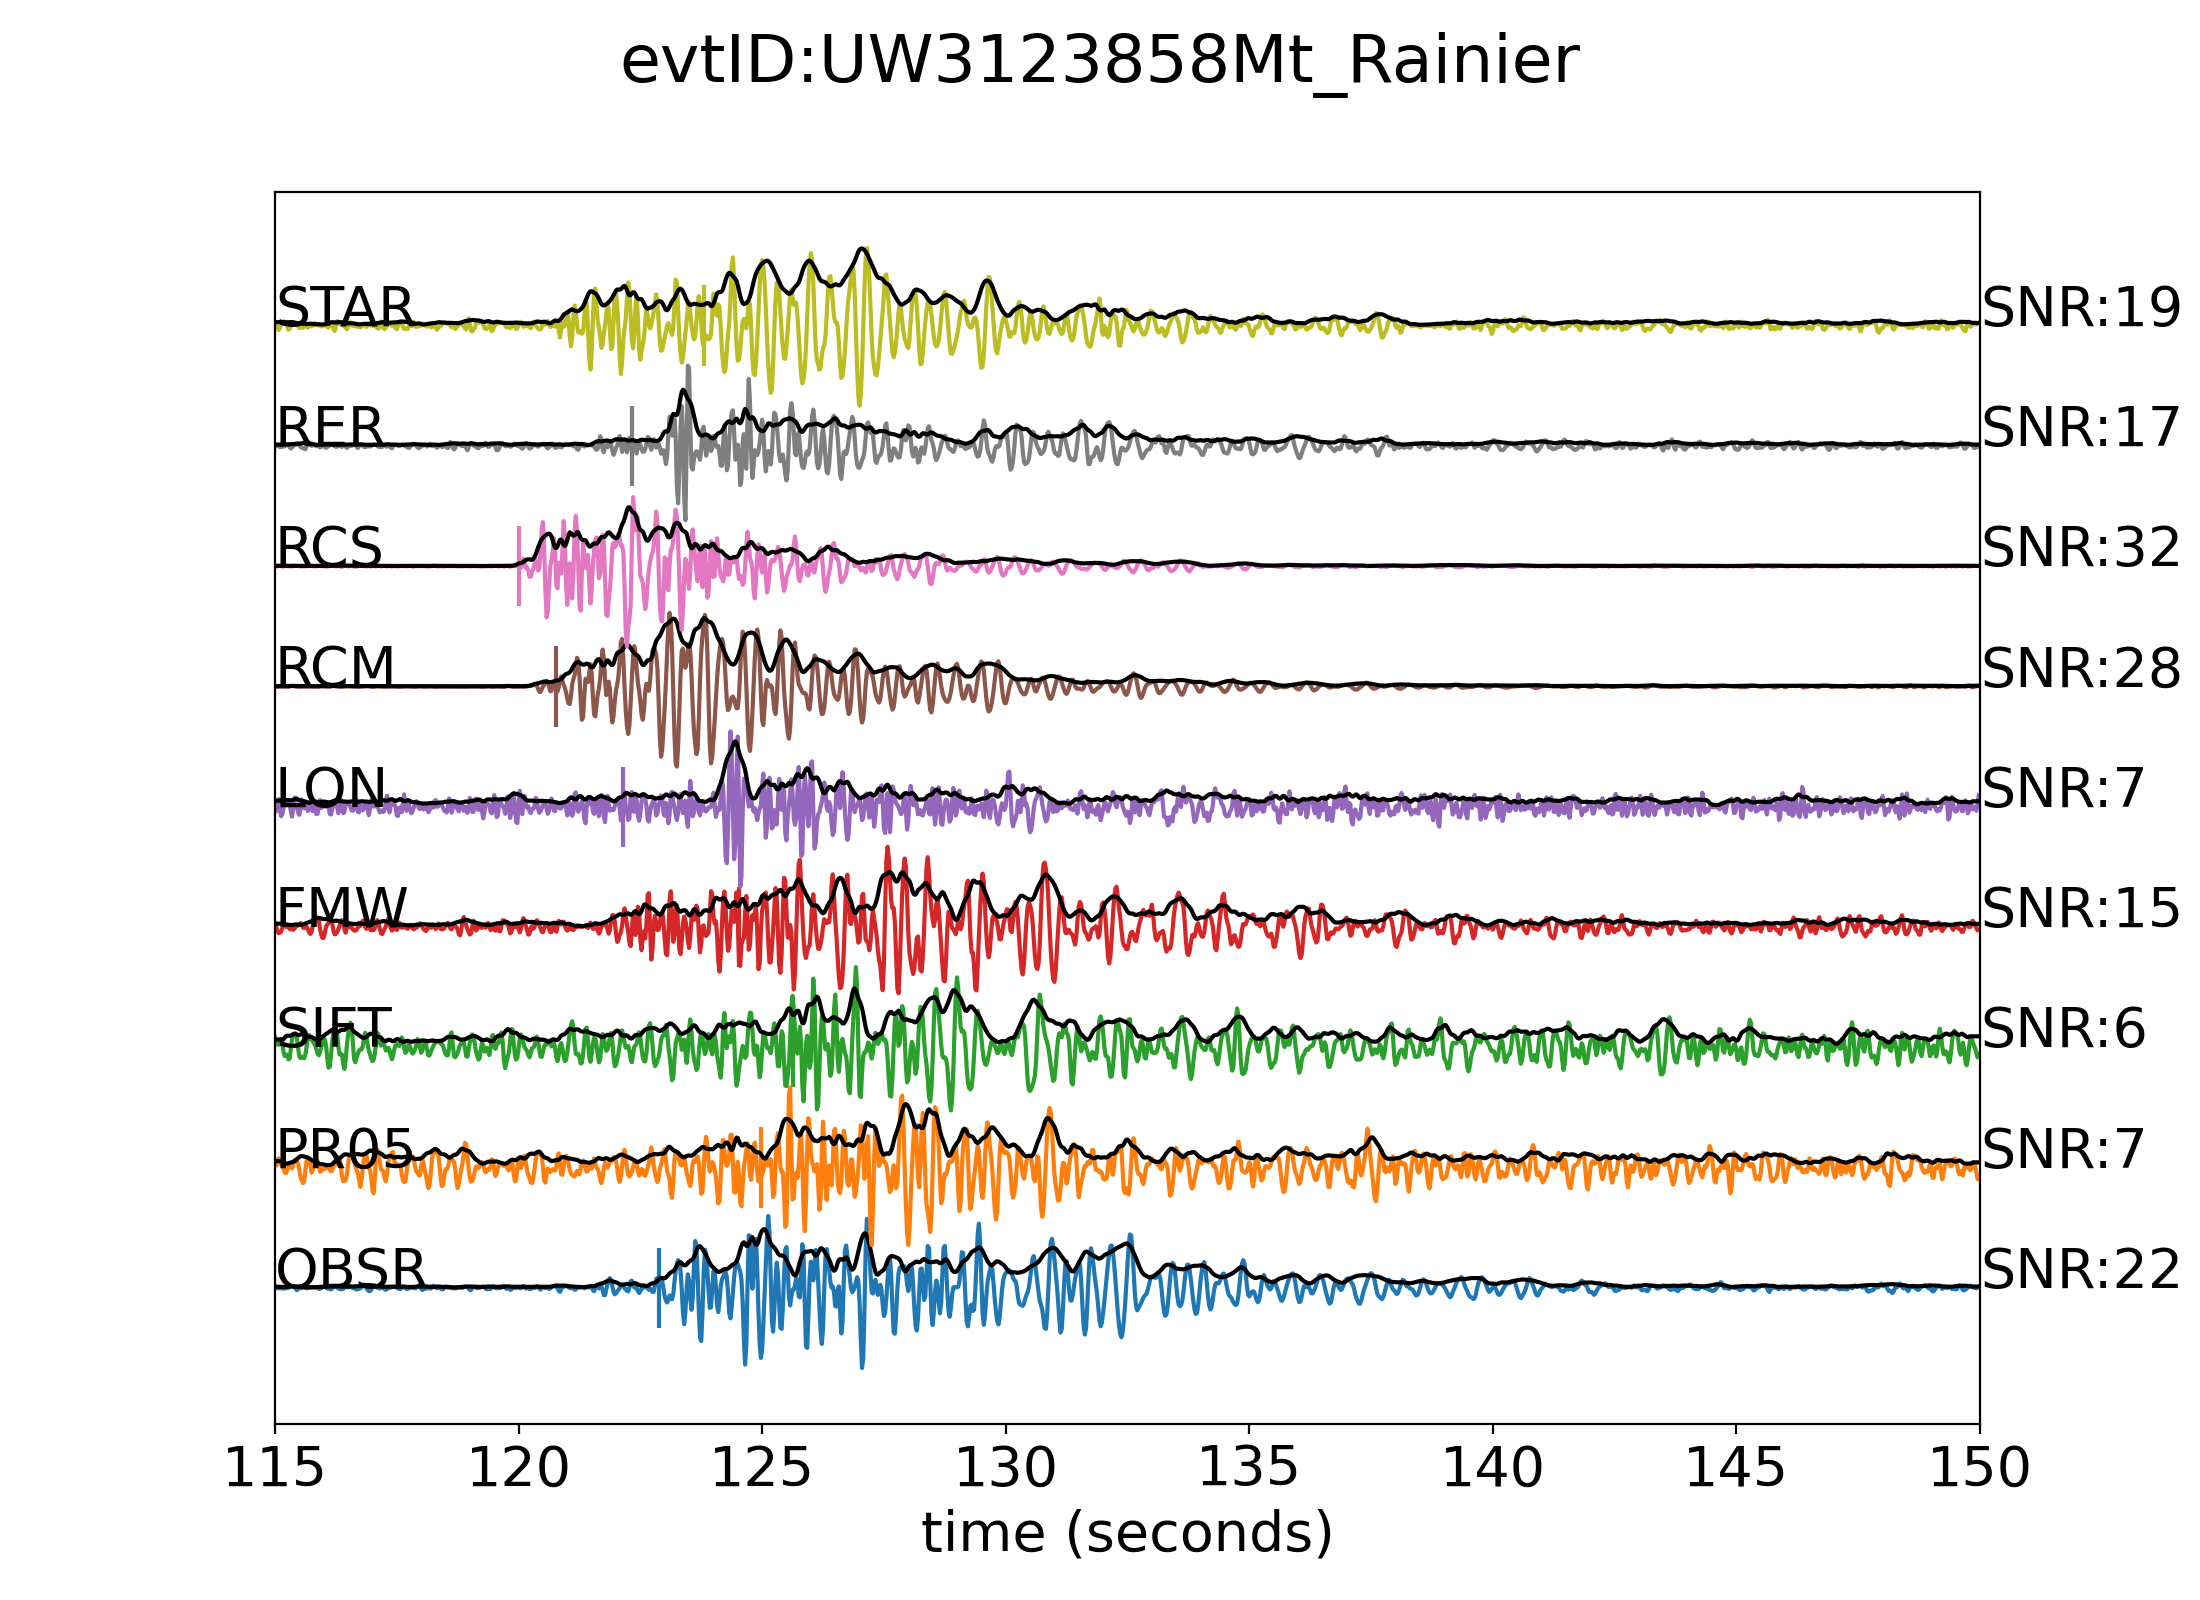 evtID:UW3123858Mt_Rainier
STAR SNR:19
RER SNR:17
RCS SNR:32
RCM SNR:28
LON SNR:7
FMW SNR:15
SIFT SNR:6
PR05 SNR:7
OBSR SNR:22
115 120 125 130 135 140 145 150
time (seconds)